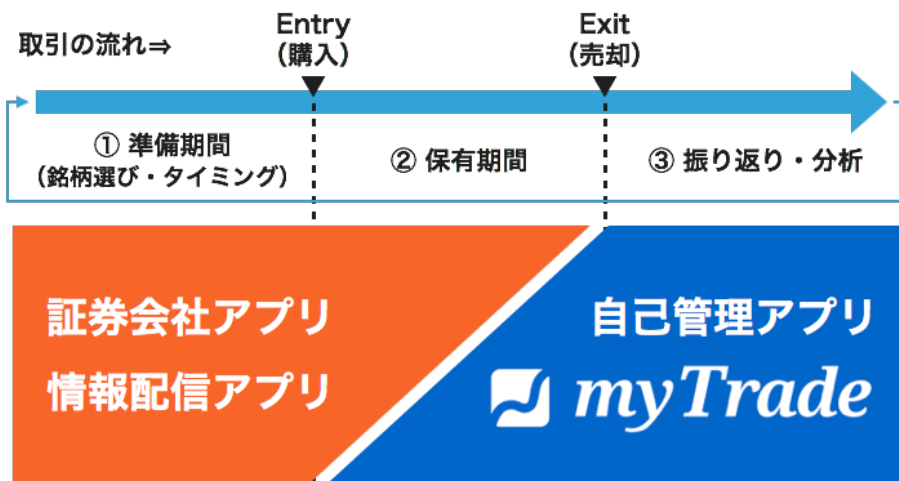 取引の流れ⇒
Entry
(購入)
Exit
(売却)
① 準備期間
(銘柄選び・タイミング)
② 保有期間
③ 振り返り・分析
証券会社アプリ
情報配信アプリ
自己管理アプリ
myTrade